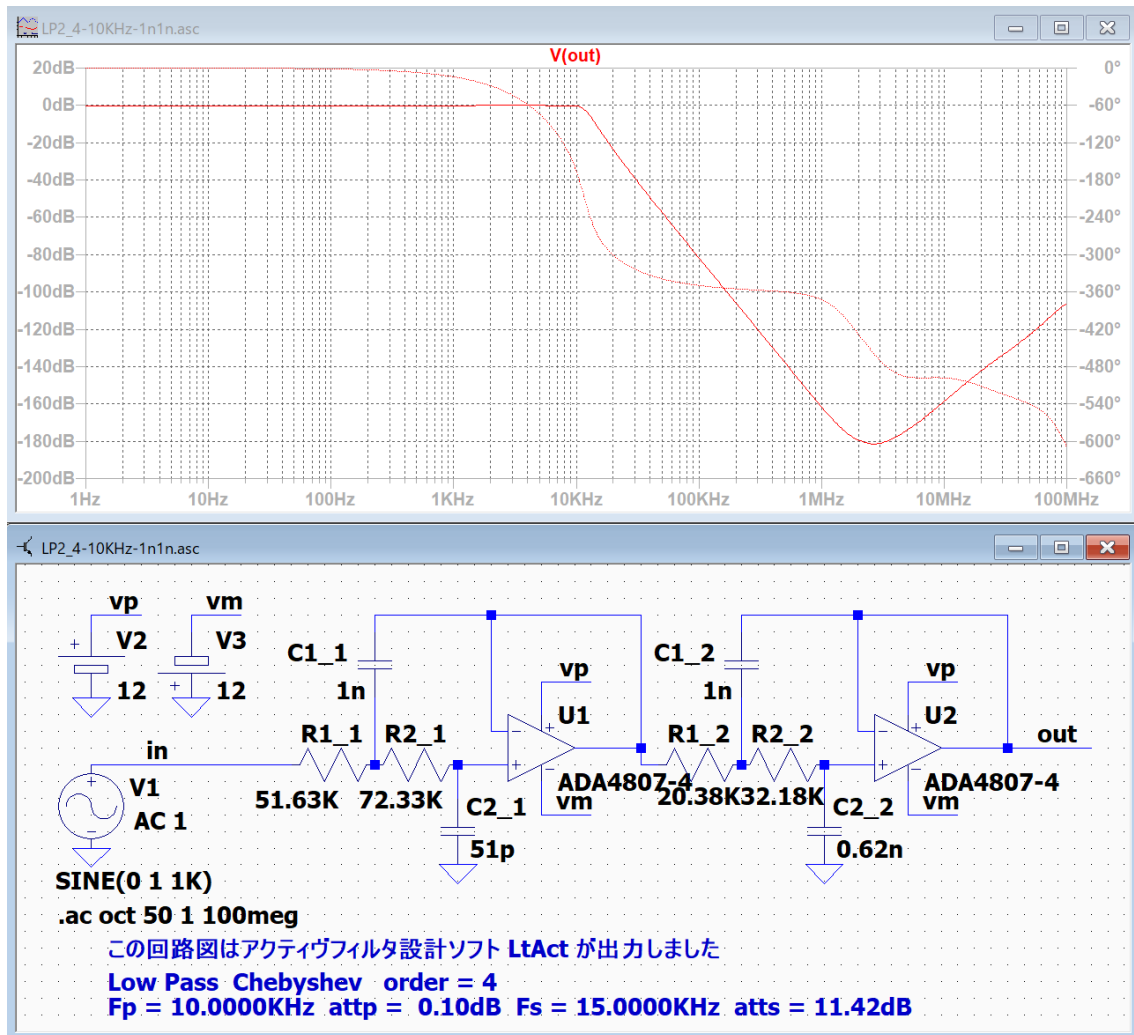 LP2_4-10KHz-1n1n.asc
V(out)
20dB 0°
0dB -60°
-20dB -120°
-40dB -180°
-60dB -240°
-80dB -300°
-100dB -360°
-120dB -420°
-140dB -480°
-160dB -540°
-180dB -600°
-200dB -660°
1Hz 10Hz 100Hz 1KHz 10KHz 100KHz 1MHz 10MHz 100MHz
LP2_4-10KHz-1n1n.asc
vp vm
V2 V3
12 12
C1_1 C1_2
1n 1n
vp vp
U1 U2
in R1_1 R2_1 R1_2 R2_2 out
V1
AC 1
51.63K 72.33K
ADA4807-4 ADA4807-4
20.38K 32.18K
vm vm
C2_1 C2_2
51p 0.62n
SINE(0 1 1K)
.ac oct 50 1 100meg
この回路図はアクティヴフィルタ設計ソフト LtAct が出力しました
Low Pass Chebyshev order = 4
Fp = 10.0000KHz attp = 0.10dB Fs = 15.0000KHz atts = 11.42dB